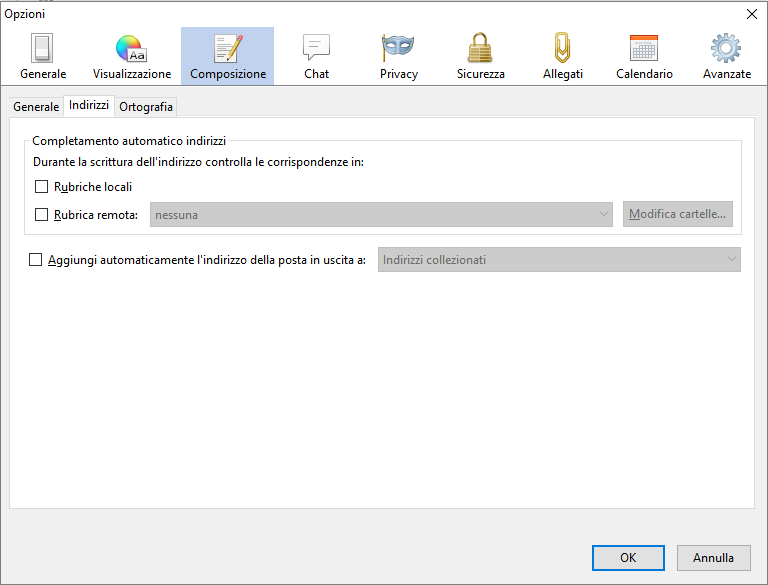 Opzioni
Generale Visualizzazione Composizione Chat Privacy Sicurezza Allegati Calendario Avanzate
Generale Indirizzi Ortografia
Completamento automatico indirizzi
Durante la scrittura dell'indirizzo controlla le corrispondenze in:
Rubriche locali
Rubrica remota: nessuna Modifica cartelle...
Aggiungi automaticamente l'indirizzo della posta in uscita a: Indirizzi collezionati
OK Annulla